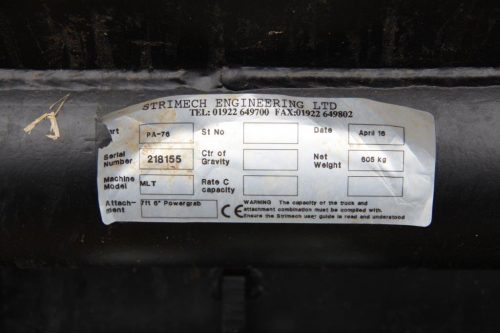 STRIMECH ENGINEERING LTD
TEL: 01922 649700 FAX:01922 649802
Part PA-76 St No Date April 16
Serial Number 218155 Ctr of Gravity Net Weight 605 kg
Machine Model MLT Rate C capacity
Attach-ment 7ft 6" Powergrab CE WARNING The capacity of the truck and
attachment combination must be complied with.
Ensure the Strimech user guide is read and understood